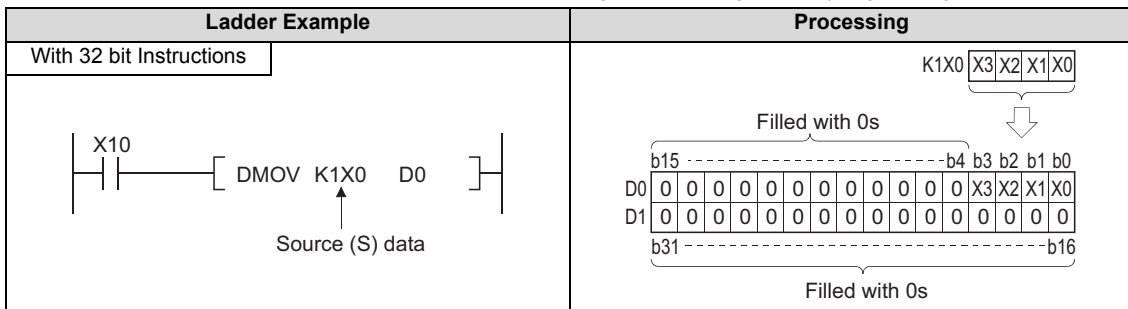 Ladder Example
Processing
With 32 bit Instructions
X10
DMOV K1X0 D0
Source (S) data
K1X0 X3 X2 X1 X0
Filled with 0s
b15 b4 b3 b2 b1 b0
D0 0 0 0 0 0 0 0 0 0 0 0 0 X3 X2 X1 X0
D1 0 0 0 0 0 0 0 0 0 0 0 0 0 0 0 0
b31 b16
Filled with 0s